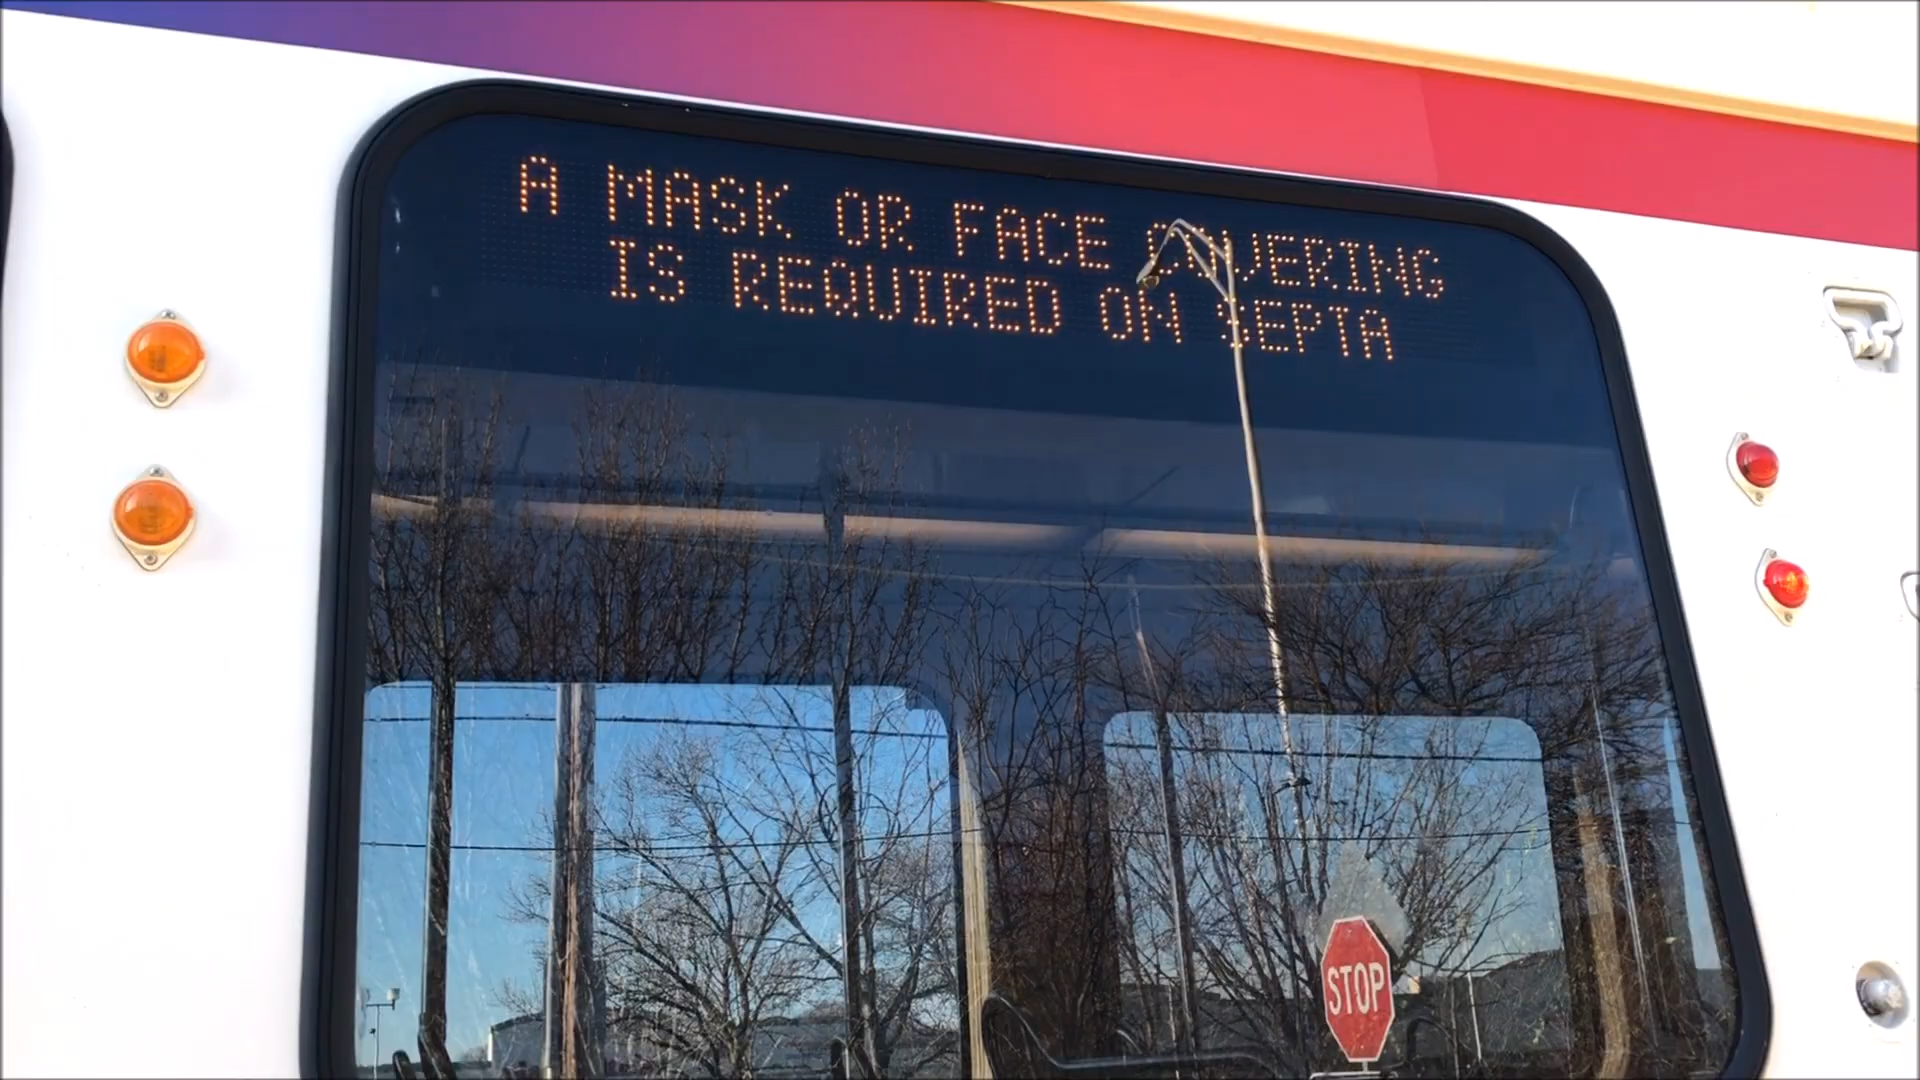 A MASK OR FACE COVERING
IS REQUIRED ON SEPTA
STOP